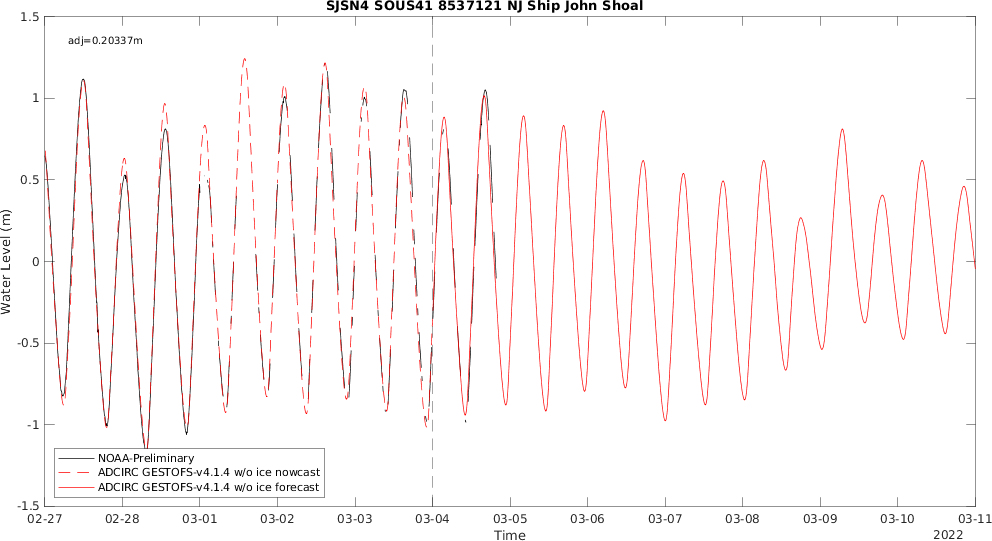 SJSN4 SOUS41 8537121 NJ Ship John Shoal
adj=0.20337m
1.5
1
0.5
0
-0.5
-1
-1.5
Water Level (m)
NOAA-Preliminary
ADCIRC GESTOFS-v4.1.4 w/o ice nowcast
ADCIRC GESTOFS-v4.1.4 w/o ice forecast
02-27 02-28 03-01 03-02 03-03 03-04 03-05 03-06 03-07 03-08 03-09 03-10 03-11
Time
2022